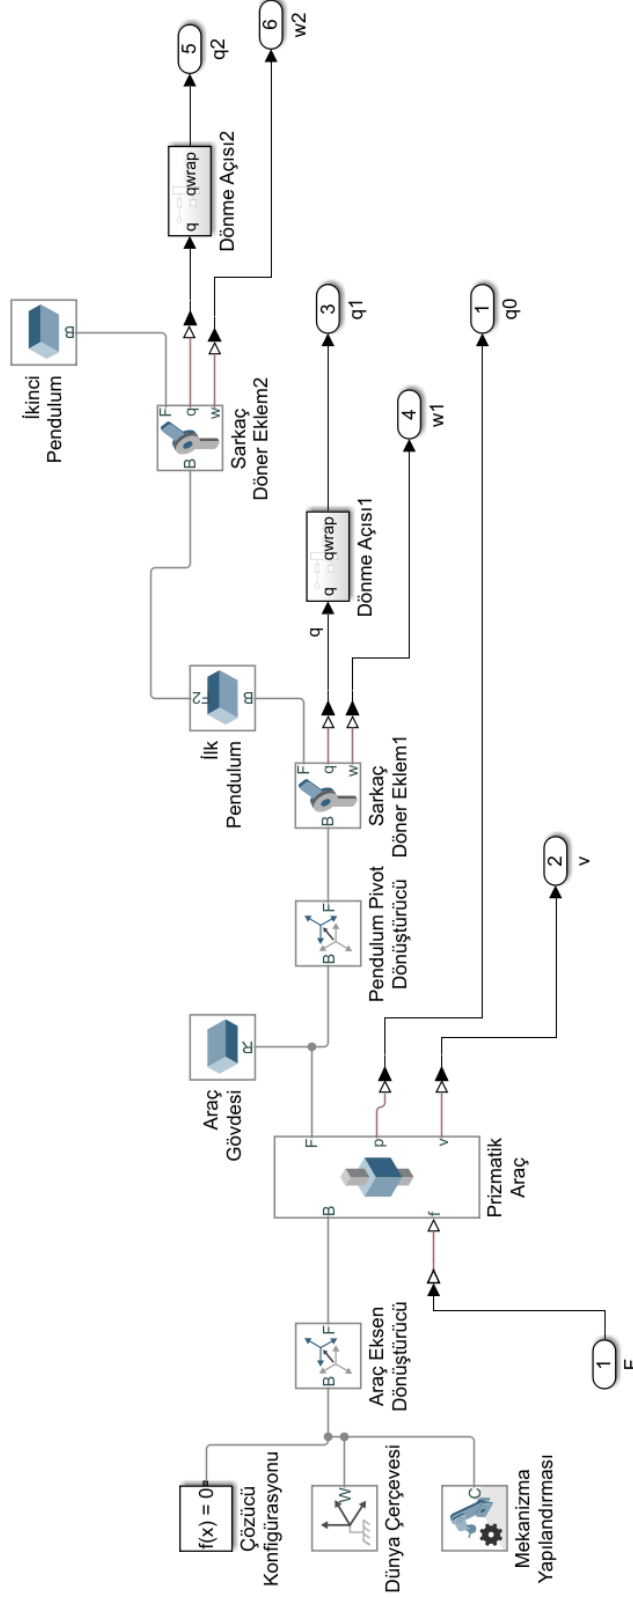 f(x) = 0
Çözücü
Konfigürasyonu
W
Dünya Çerçevesi
C
Mekanizma
Yapılandırması
B
F
Araç Eksen
Dönüştürücü
1
F
B
F
f
p
v
Prizmatik
Araç
R
Araç
Gövdesi
B
F
Pendulum Pivot
Dönüştürücü
B
F
q
w
Sarkaç
Döner Eklem1
F2
B
İlk
Pendulum
q
q qwrap
Dönme Açısı1
3
q1
4
w1
1
q0
2
v
B
F
q
w
Sarkaç
Döner Eklem2
B
İkinci
Pendulum
q qwrap
Dönme Açısı2
5
q2
6
w2